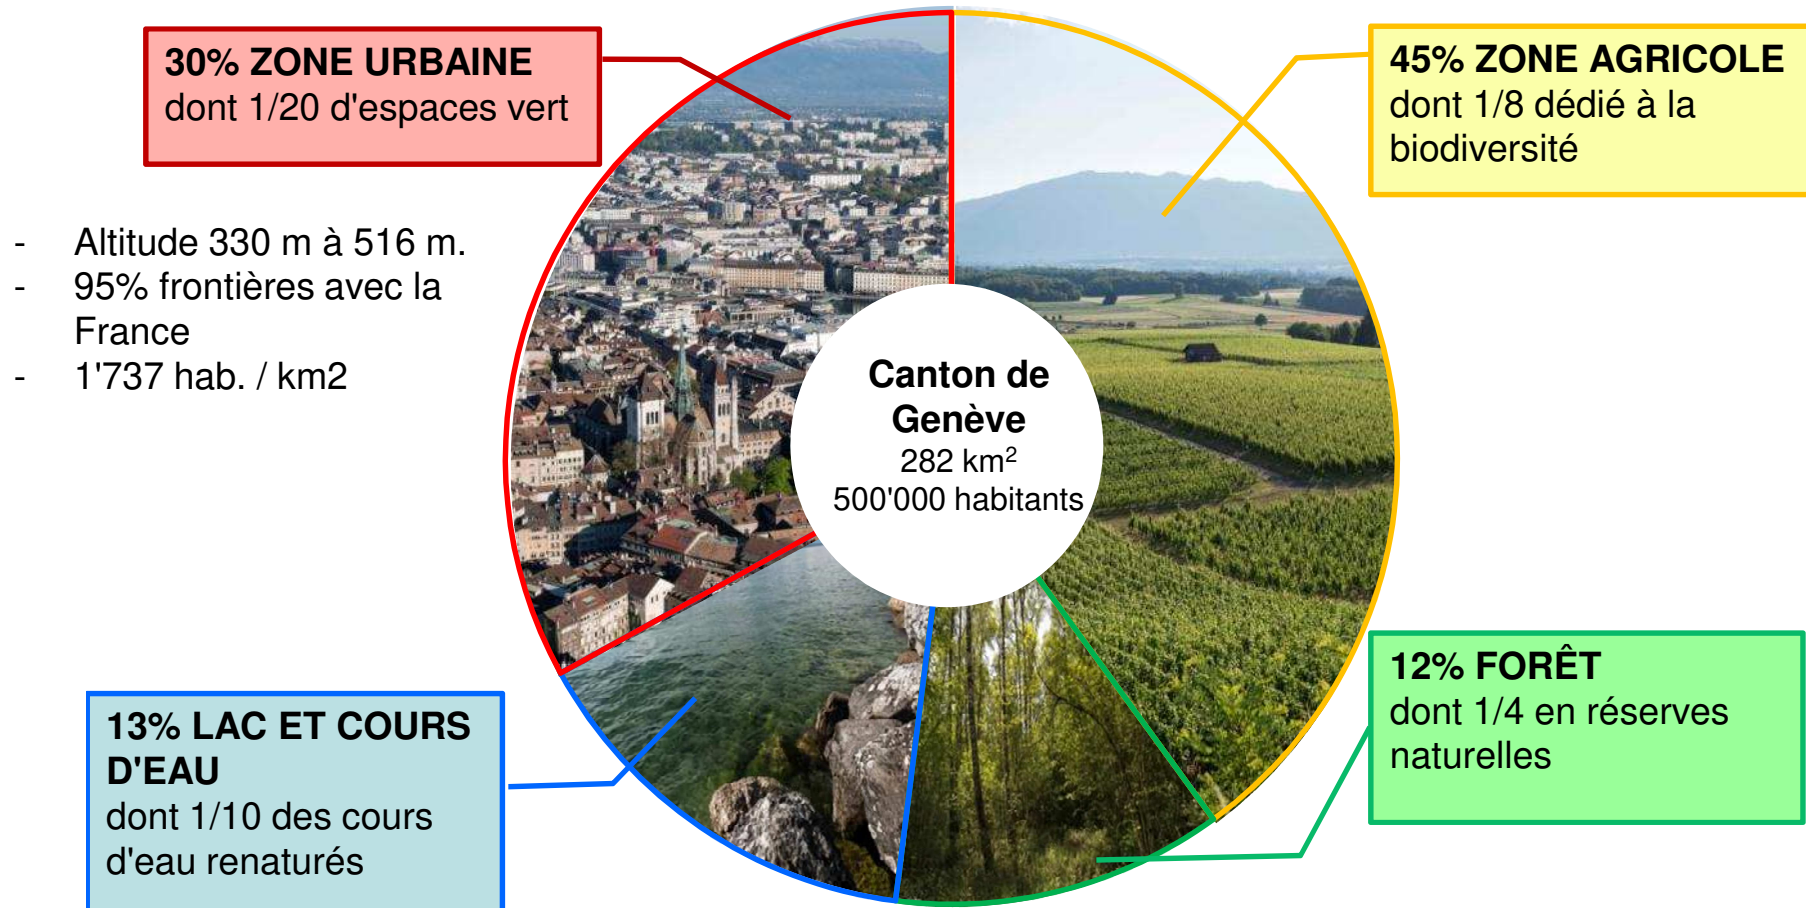 30% ZONE URBAINE
dont 1/20 d'espaces vert
45% ZONE AGRICOLE
dont 1/8 dédié à la
biodiversité
- Altitude 330 m à 516 m.
- 95% frontières avec la
France
- 1'737 hab. / km2
Canton de
Genève
282 km²
500'000 habitants
13% LAC ET COURS
D'EAU
dont 1/10 des cours
d'eau renaturés
12% FORÊT
dont 1/4 en réserves
naturelles